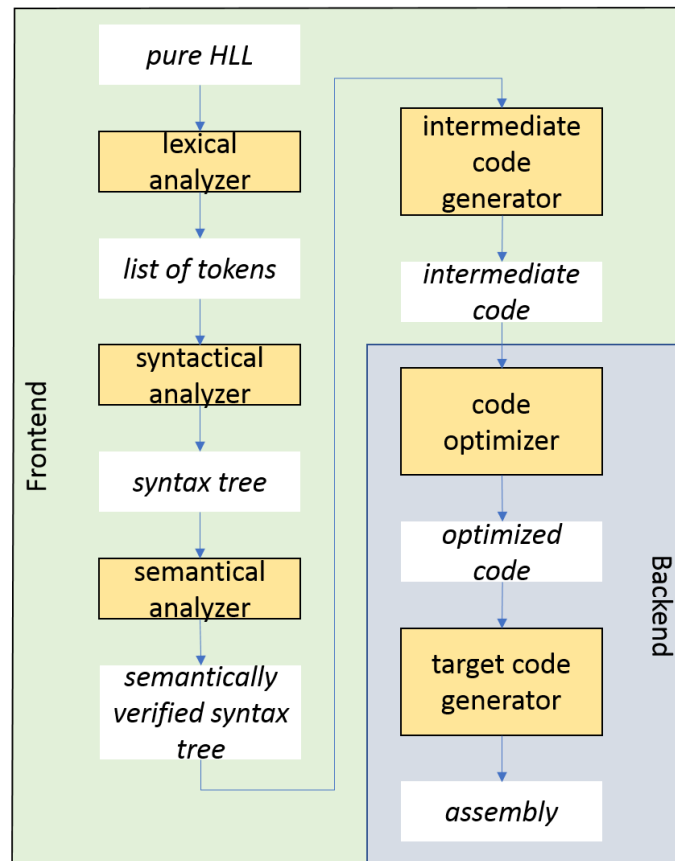 pure HLL
lexical
analyzer
list of tokens
syntactical
analyzer
syntax tree
semantical
analyzer
semantically
verified syntax
tree
intermediate
code
generator
intermediate
code
code
optimizer
optimized
code
target code
generator
assembly
Frontend
Backend